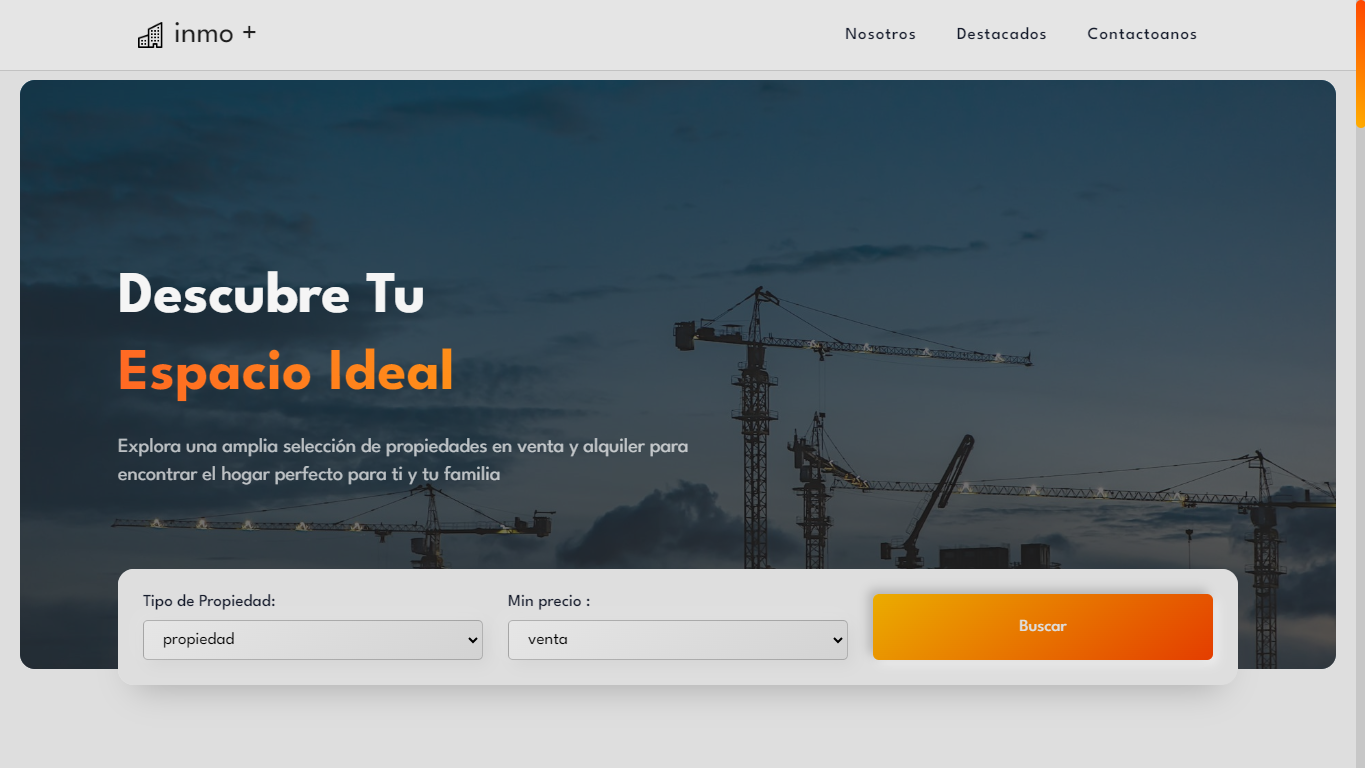 inmo +
Nosotros
Destacados
Contactoanos
Descubre Tu
Espacio Ideal
Explora una amplia selección de propiedades en venta y alquiler para
encontrar el hogar perfecto para ti y tu familia
Tipo de Propiedad:
propiedad
Min precio :
venta
Buscar